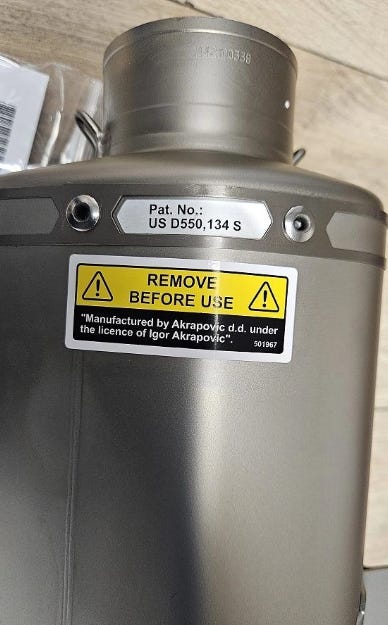 Pat. No.:
US D550,134 S
REMOVE
BEFORE USE
"Manufactured by Akrapovic d.d. under
the licence of Igor Akrapovic".
501967